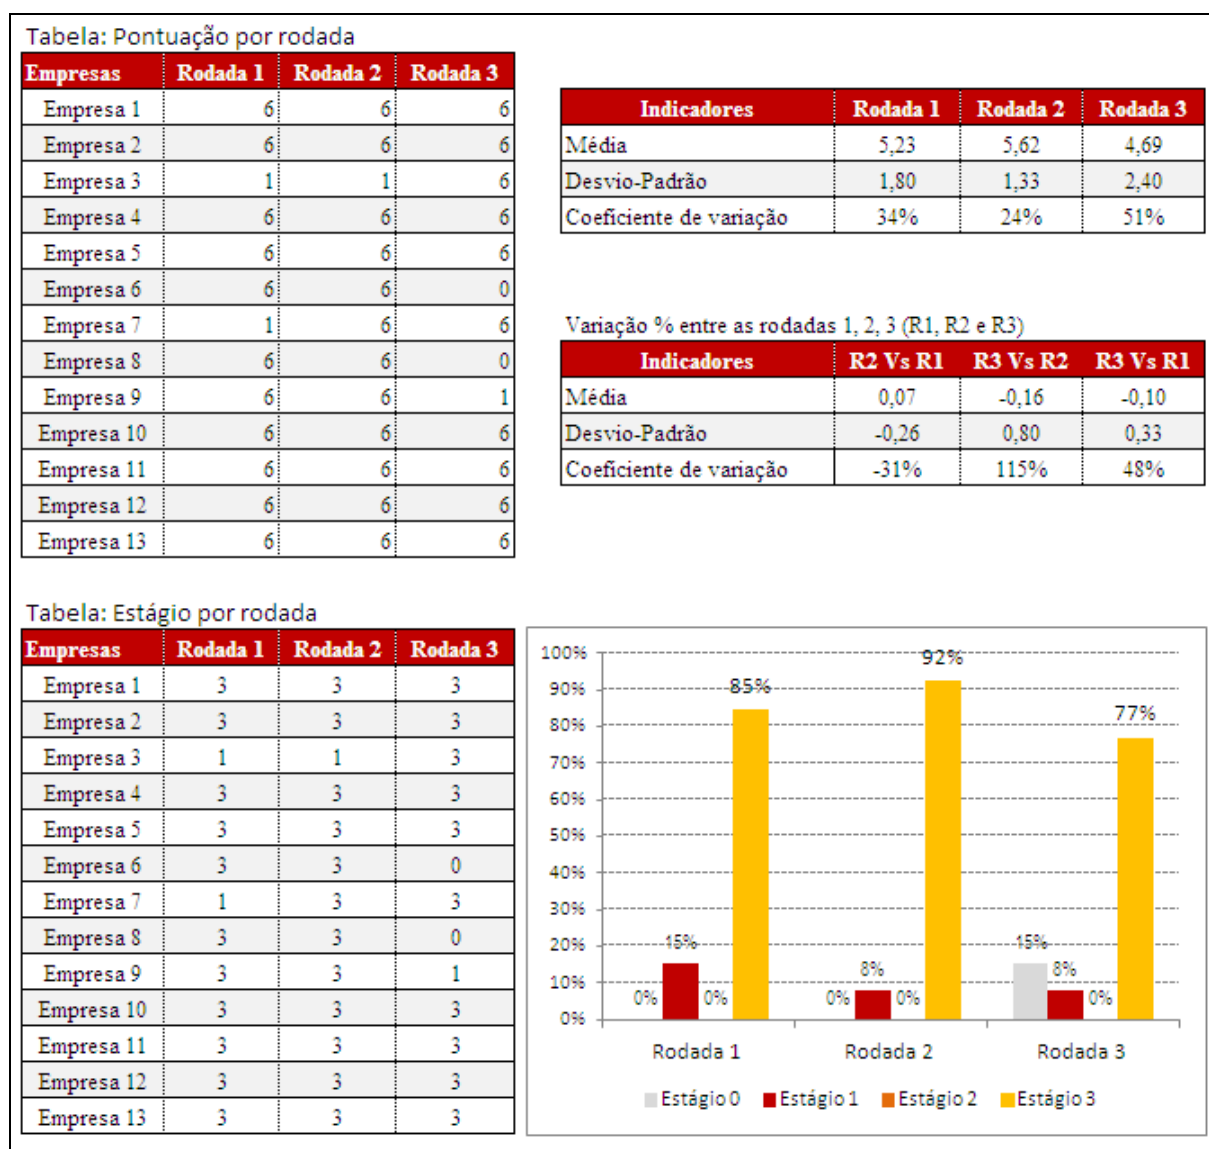 Tabela: Pontuação por rodada
Empresas Rodada 1 Rodada 2 Rodada 3
Empresa 1 6 6 6
Empresa 2 6 6 6
Empresa 3 1 1 6
Empresa 4 6 6 6
Empresa 5 6 6 6
Empresa 6 6 6 0
Empresa 7 1 6 6
Empresa 8 6 6 0
Empresa 9 6 6 1
Empresa 10 6 6 6
Empresa 11 6 6 6
Empresa 12 6 6 6
Empresa 13 6 6 6
Indicadores Rodada 1 Rodada 2 Rodada 3
Média 5,23 5,62 4,69
Desvio-Padrão 1,80 1,33 2,40
Coeficiente de variação 34% 24% 51%
Variação % entre as rodadas 1, 2, 3 (R1, R2 e R3)
Indicadores R2 Vs R1 R3 Vs R2 R3 Vs R1
Média 0,07 -0,16 -0,10
Desvio-Padrão -0,26 0,80 0,33
Coeficiente de variação -31% 115% 48%
Tabela: Estágio por rodada
Empresas Rodada 1 Rodada 2 Rodada 3
Empresa 1 3 3 3
Empresa 2 3 3 3
Empresa 3 1 1 3
Empresa 4 3 3 3
Empresa 5 3 3 3
Empresa 6 3 3 0
Empresa 7 1 3 3
Empresa 8 3 3 0
Empresa 9 3 3 1
Empresa 10 3 3 3
Empresa 11 3 3 3
Empresa 12 3 3 3
Empresa 13 3 3 3
100%
90%
80%
70%
60%
50%
40%
30%
20%
10%
0%
0% 15% 0% 85%
0% 8% 0% 92%
15% 8% 0% 77%
Rodada 1 Rodada 2 Rodada 3
Estágio 0 Estágio 1 Estágio 2 Estágio 3